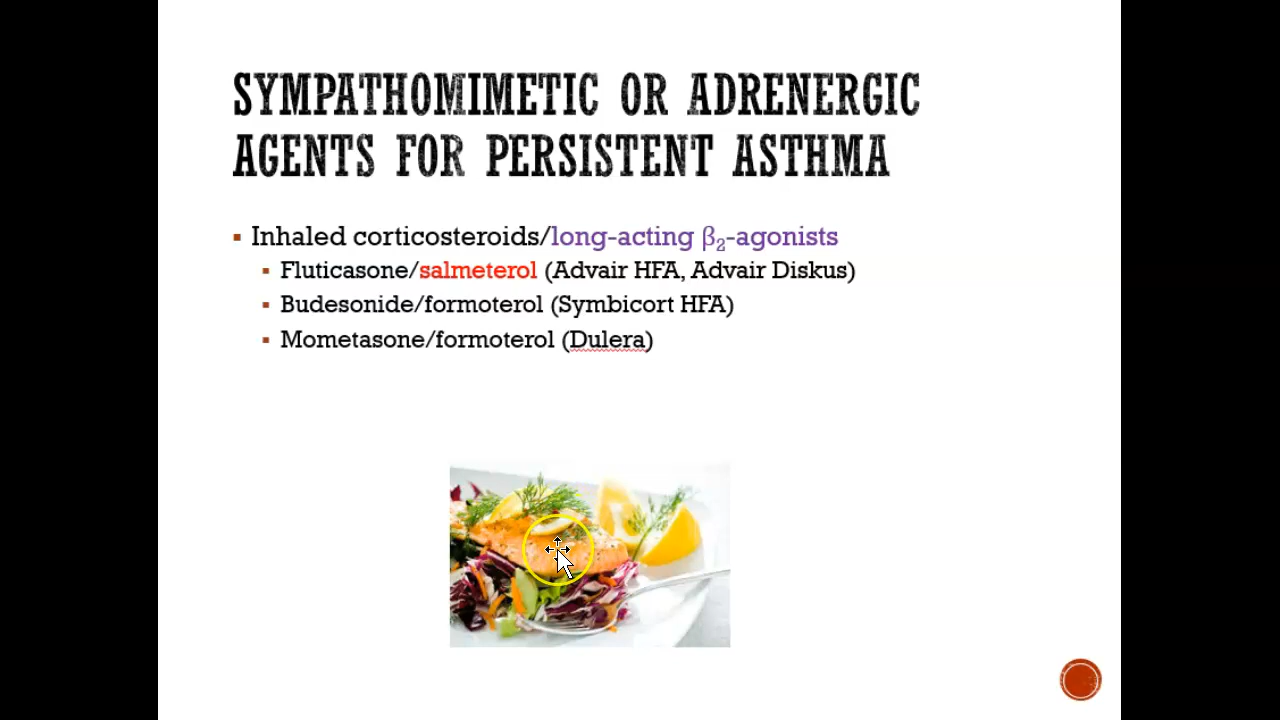 SYMPATHOMIMETIC OR ADRENERGIC
AGENTS FOR PERSISTENT ASTHMA
Inhaled corticosteroids/long-acting β₂-agonists
Fluticasone/salmeterol (Advair HFA, Advair Diskus)
Budesonide/formoterol (Symbicort HFA)
Mometasone/formoterol (Dulera)